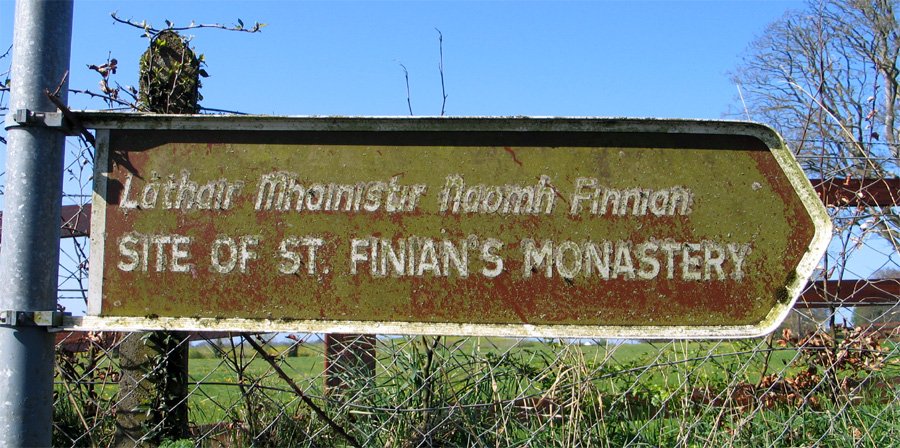 Láthair Mhainistir Naomh Finnian
SITE OF ST. FINIAN'S MONASTERY